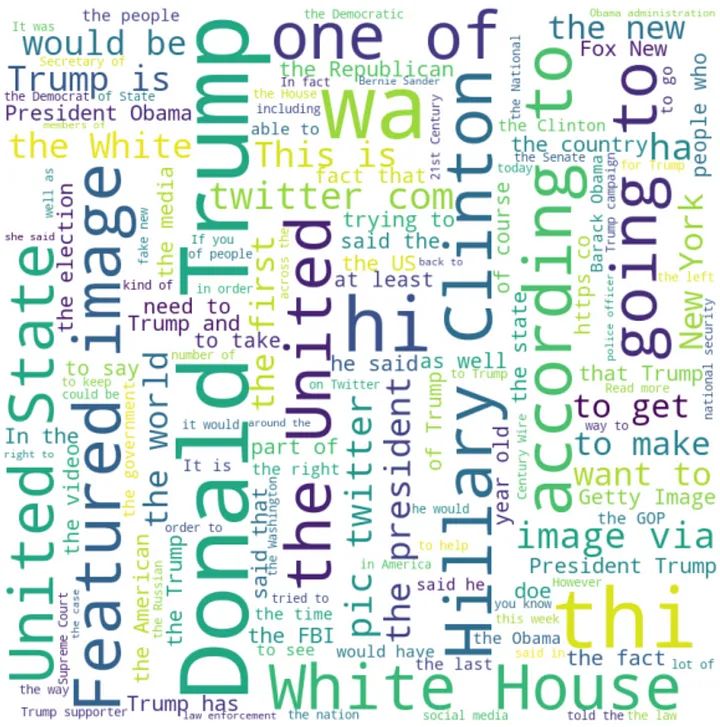 the people
the Democratic
Obama administration
It was
would be
one of
the new
Secretary of
the Republican
Fox New
Trump is
In fact
Bernie Sander
the National
to go
the Democrat
of State
the House
wa
President Obama
including
21st Century
the Clinton
people who
members of
able to
the country
ha
the White
This is
the Senate
for Trump
fact that
today
well as
the media
Donald Trump
twitter com
Clinton
Hillary
of course
according to
going to
Barack Obama
Trump campaign
New York
the election
fake new
If you
of people
across the
trying to
said the
she said
the US
back to
https co
the left
kind of
in order
the first
at least
police officer
national security
United State
Featured image
need to
Trump and
to take
the United
hi
the state
to say
number of
he said
as well
to keep
could be
the world
on Twitter
to Trump
that Trump
Read more
the government
to get
In the
it would
around the
of Trump
way to
right to
part of
to make
the video
It is
the right
the president
year old
Century Wire
want to
said that
the Washington
pic twitter
Getty Image
order to
he would
the GOP
the American
the Russian
the Trump
to help
image via
in America
President Trump
tried to
said he
doe
However
Supreme Court
the case
the time
you know
thi
the FBI
this week
the Obama
to see
would have
said in
the fact
the last
lot of
the way
White House
Trump supporter
Trump has
law enforcement
the nation
social media
told the
the law